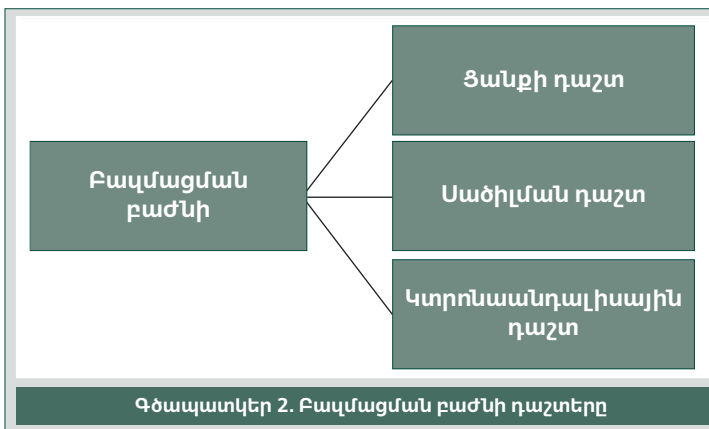 Բազմացման
բաժնի
Ցանքի դաշտ
Սածիլման դաշտ
Կտրոնաանդալիսային
դաշտ
Գծապատկեր 2. Բազմացման բաժնի դաշտերը